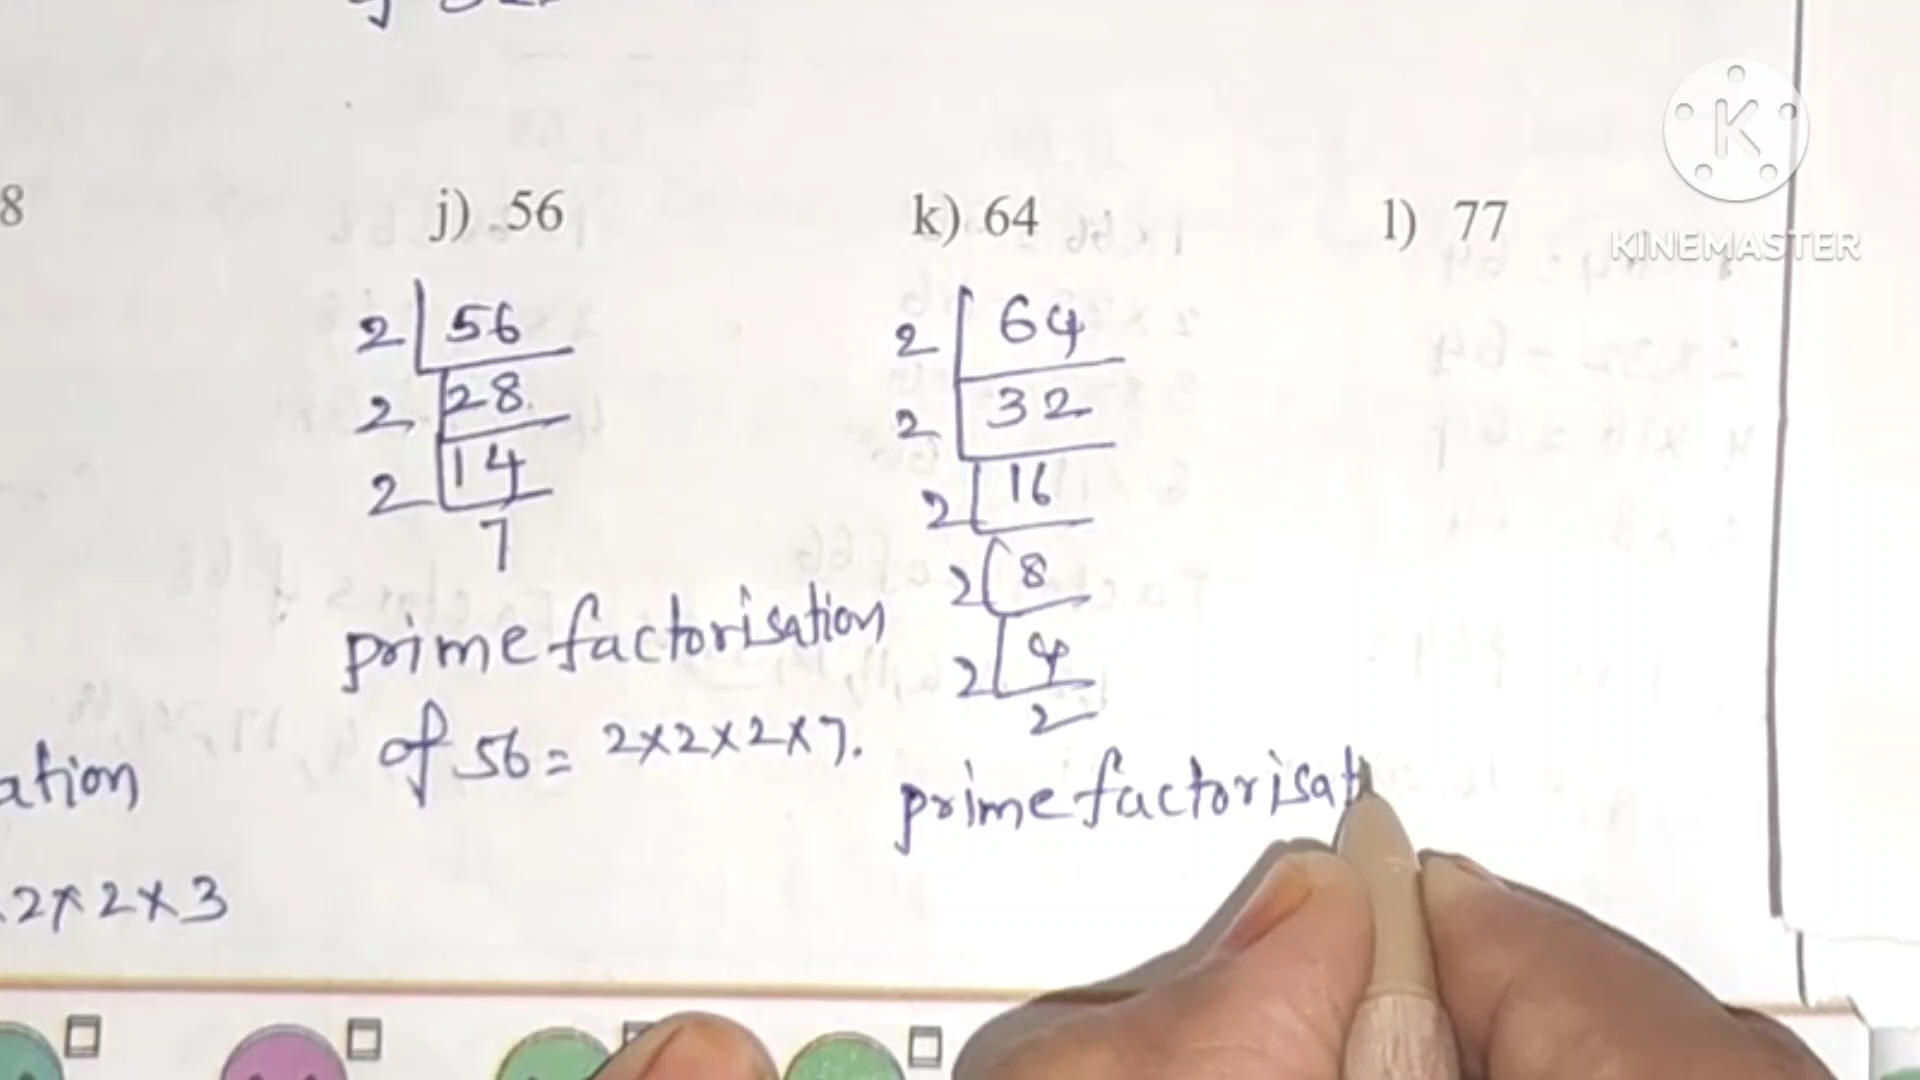 8
j) 56
k) 64
l) 77
KINEMASTER
2 56
2 28
2 14
7
prime factorisation
of 56 = 2×2×2×7.
2 64
2 32
2 16
2 8
2 4
2
prime factorisat
ation
2×2×3